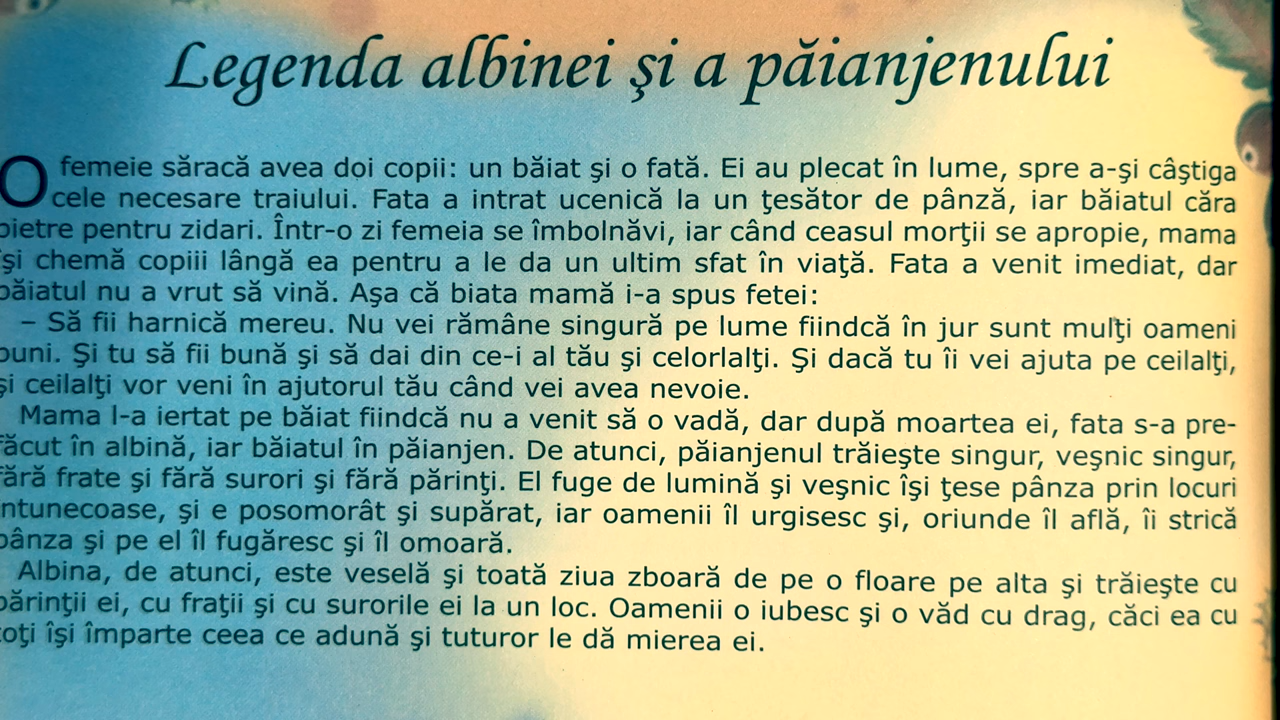 Legenda albinei şi a păianjenului
O femeie săracă avea doi copii: un băiat şi o fată. Ei au plecat în lume, spre a-şi câştiga
cele necesare traiului. Fata a intrat ucenică la un ţesător de pânză, iar băiatul căra
pietre pentru zidari. Într-o zi femeia se îmbolnăvi, iar când ceasul morţii se apropie, mama
îşi chemă copiii lângă ea pentru a le da un ultim sfat în viaţă. Fata a venit imediat, dar
băiatul nu a vrut să vină. Aşa că biata mamă i-a spus fetei:
– Să fii harnică mereu. Nu vei rămâne singură pe lume fiindcă în jur sunt mulţi oameni
buni. Şi tu să fii bună şi să dai din ce-i al tău şi celorlalţi. Şi dacă tu îi vei ajuta pe ceilalţi,
şi ceilalţi vor veni în ajutorul tău când vei avea nevoie.
Mama l-a iertat pe băiat fiindcă nu a venit să o vadă, dar după moartea ei, fata s-a pre-
făcut în albină, iar băiatul în păianjen. De atunci, păianjenul trăieşte singur, veşnic singur,
fără frate şi fără surori şi fără părinţi. El fuge de lumină şi veşnic îşi ţese pânza prin locuri
întunecoase, şi e posomorât şi supărat, iar oamenii îl urgisesc şi, oriunde îl află, îi strică
pânza şi pe el îl fugăresc şi îl omoară.
Albina, de atunci, este veselă şi toată ziua zboară de pe o floare pe alta şi trăieşte cu
părinţii ei, cu fraţii şi cu surorile ei la un loc. Oamenii o iubesc şi o văd cu drag, căci ea cu
toţi îşi împarte ceea ce adună şi tuturor le dă mierea ei.